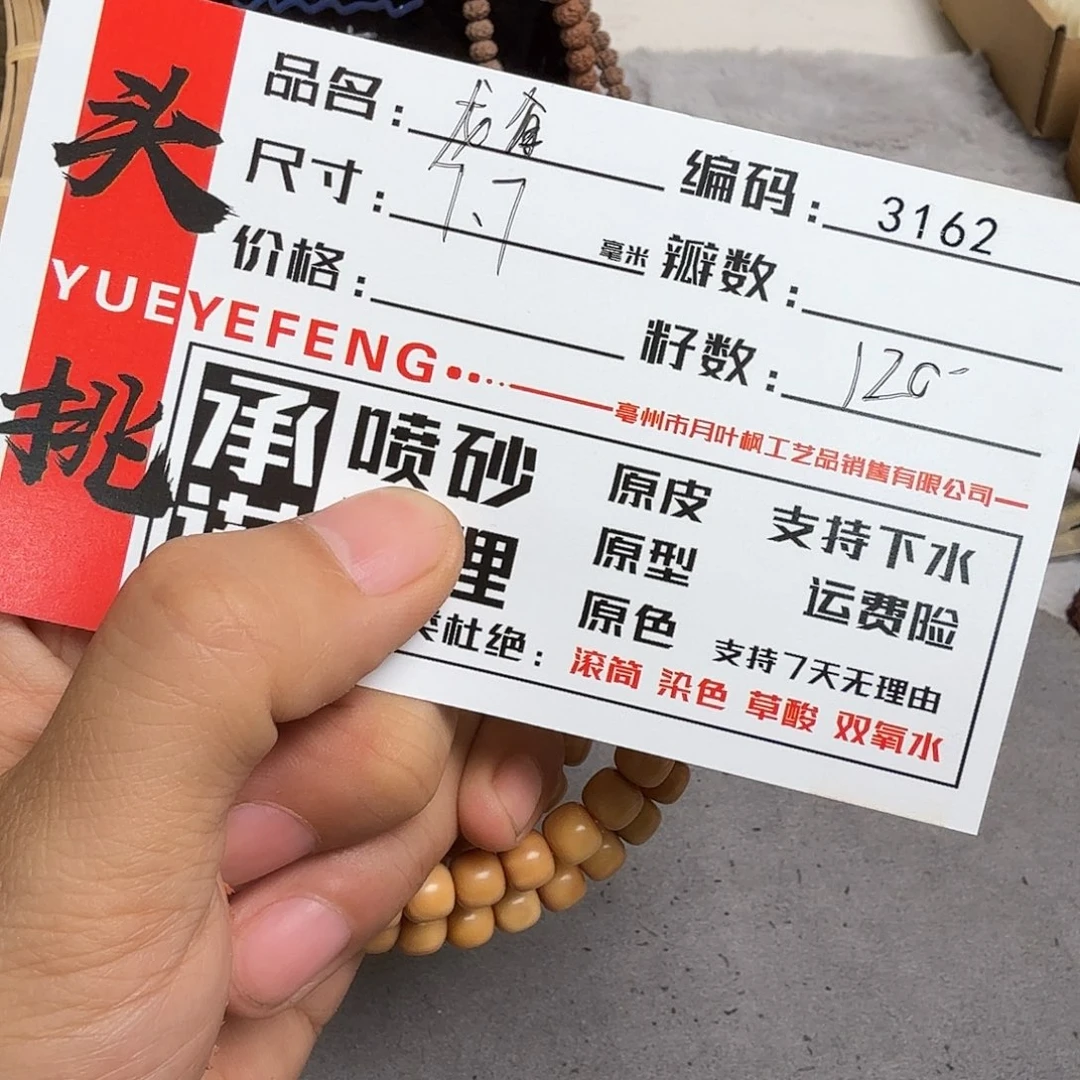 头挑
品名：
编码：3162
尺寸：7.7毫米
瓣数：
价格：
籽数：120
YUEYEFENG
亳州市月叶枫工艺品销售有限公司
承
喷砂
理
原皮
原型
原色
支持下水
运费险
支持7天无理由
类杜绝：滚筒 染色 草酸 双氧水